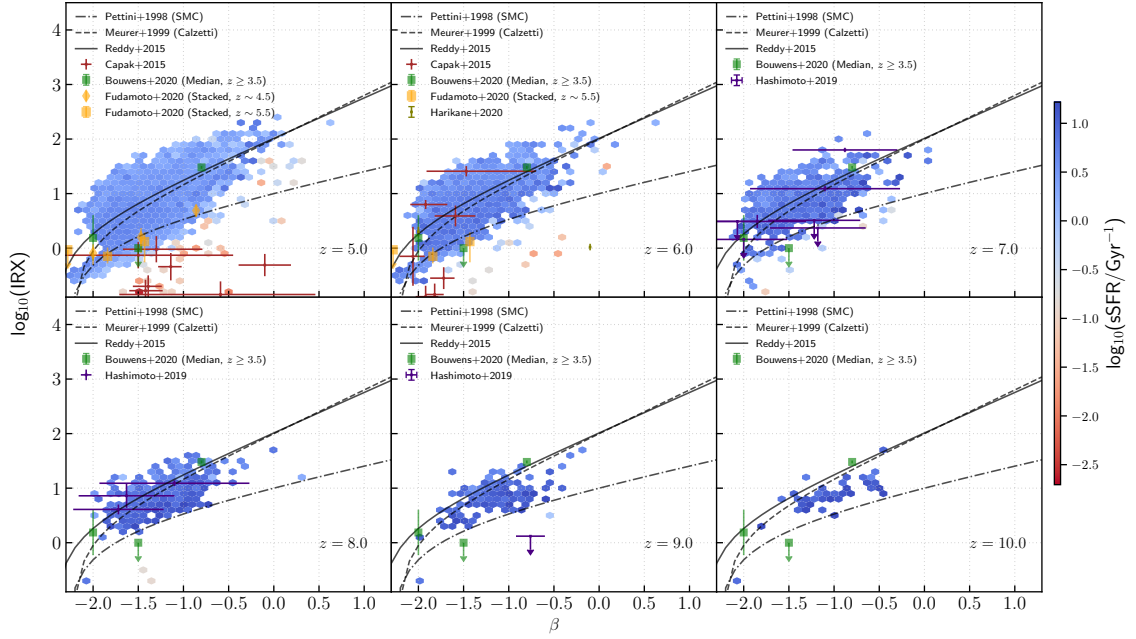 Pettini+1998 (SMC)
Meurer+1999 (Calzetti)
Reddy+2015
Capak+2015
Bouwens+2020 (Median, z ≥ 3.5)
Fudamoto+2020 (Stacked, z ∼ 4.5)
Fudamoto+2020 (Stacked, z ∼ 5.5)
z = 5.0
Pettini+1998 (SMC)
Meurer+1999 (Calzetti)
Reddy+2015
Capak+2015
Bouwens+2020 (Median, z ≥ 3.5)
Fudamoto+2020 (Stacked, z ∼ 5.5)
Harikane+2020
z = 6.0
Pettini+1998 (SMC)
Meurer+1999 (Calzetti)
Reddy+2015
Bouwens+2020 (Median, z ≥ 3.5)
Hashimoto+2019
z = 7.0
4
3
2
1
0
log₁₀(IRX)
Pettini+1998 (SMC)
Meurer+1999 (Calzetti)
Reddy+2015
Bouwens+2020 (Median, z ≥ 3.5)
Hashimoto+2019
z = 8.0
Pettini+1998 (SMC)
Meurer+1999 (Calzetti)
Reddy+2015
Bouwens+2020 (Median, z ≥ 3.5)
Hashimoto+2019
z = 9.0
Pettini+1998 (SMC)
Meurer+1999 (Calzetti)
Reddy+2015
Bouwens+2020 (Median, z ≥ 3.5)
z = 10.0
4
3
2
1
0
−2.0 −1.5 −1.0 −0.5 0.0 0.5 1.0
−2.0 −1.5 −1.0 −0.5 0.0 0.5 1.0
−2.0 −1.5 −1.0 −0.5 0.0 0.5 1.0
β
1.0
0.5
0.0
−0.5
−1.0
−1.5
−2.0
−2.5
log₁₀(sSFR/Gyr⁻¹)